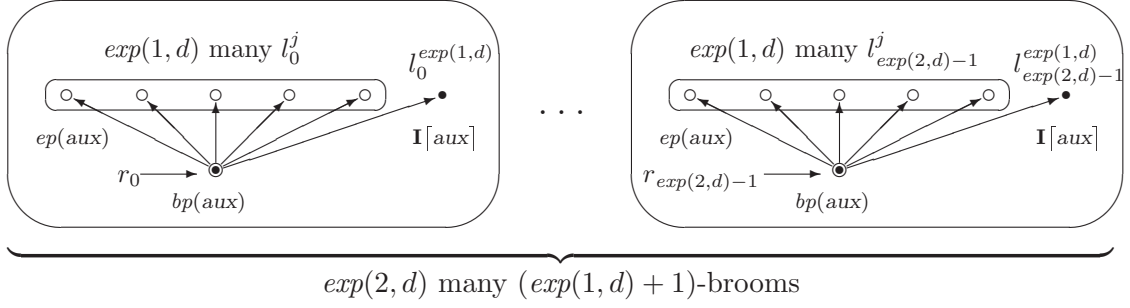 exp(1, d) many l_0^j
l_0^{exp(1,d)}
ep(aux)
I⌈aux⌉
r_0
bp(aux)
· · ·
exp(1, d) many l_{exp(2,d)−1}^j
l_{exp(2,d)−1}^{exp(1,d)}
ep(aux)
I⌈aux⌉
r_{exp(2,d)−1}
bp(aux)
exp(2, d) many (exp(1, d) + 1)-brooms